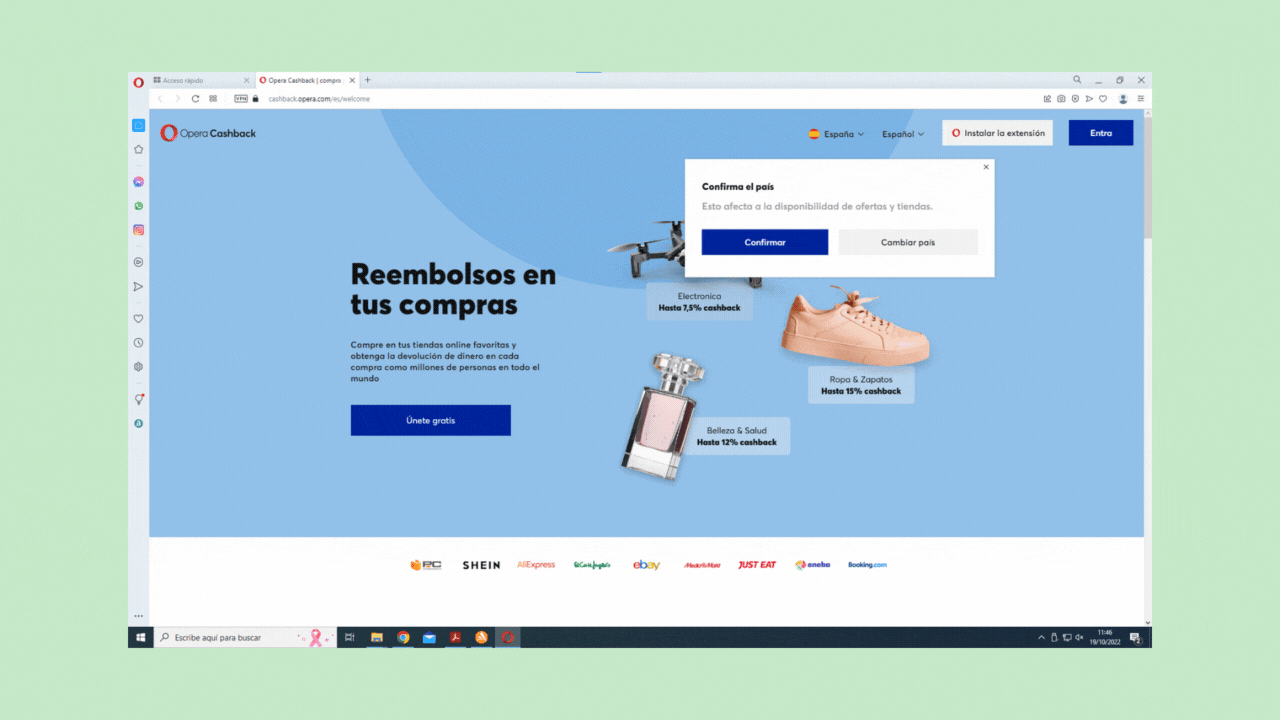 Acceso rápido
Opera Cashback | compro
VPN
cashback.opera.com/es/welcome
Opera Cashback
España
Español
Instalar la extensión
Entra
Confirma el país
Esto afecta a la disponibilidad de ofertas y tiendas.
Confirmar
Cambiar país
Reembolsos en
tus compras
Electronica
Hasta 7,5% cashback
Compre en tus tiendas online favoritas y
obtenga la devolución de dinero en cada
compra como millones de personas en todo el
mundo
Ropa & Zapatos
Hasta 15% cashback
Únete gratis
Belleza & Salud
Hasta 12% cashback
PC
SHEIN
AliExpress
El Corte Inglés
ebay
MediaMarkt
JUST EAT
eneba
Booking.com
Escribe aquí para buscar
11:46
19/10/2022
2